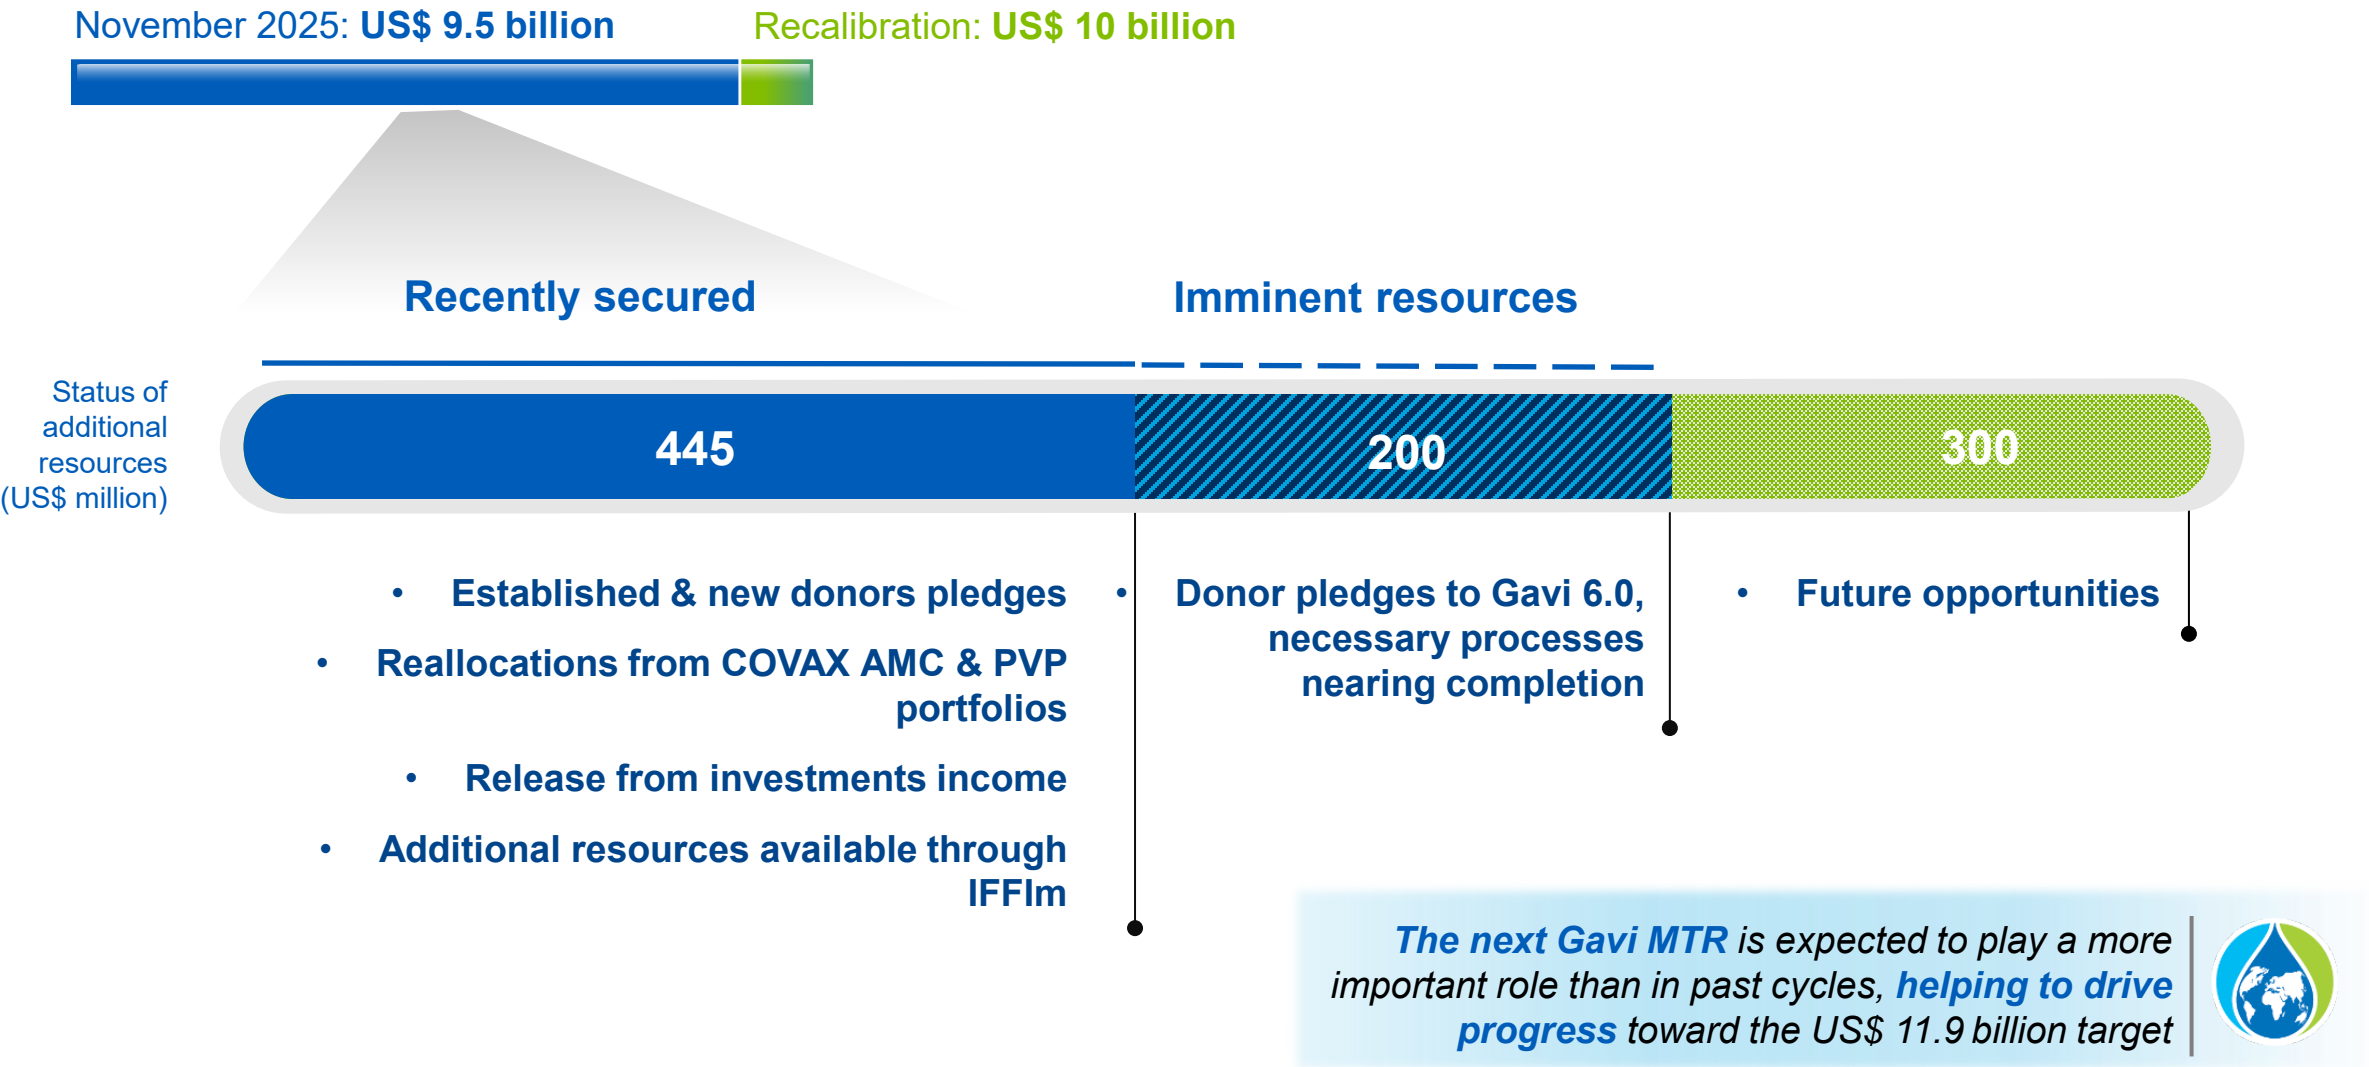 November 2025: US$ 9.5 billion
Recalibration: US$ 10 billion
Recently secured
Imminent resources
Status of
additional
resources
(US$ million)
445
200
300
• Established & new donors pledges
• Reallocations from COVAX AMC & PVP
portfolios
• Release from investments income
• Additional resources available through
IFFIm
• Donor pledges to Gavi 6.0,
necessary processes
nearing completion
• Future opportunities
The next Gavi MTR is expected to play a more
important role than in past cycles, helping to drive
progress toward the US$ 11.9 billion target